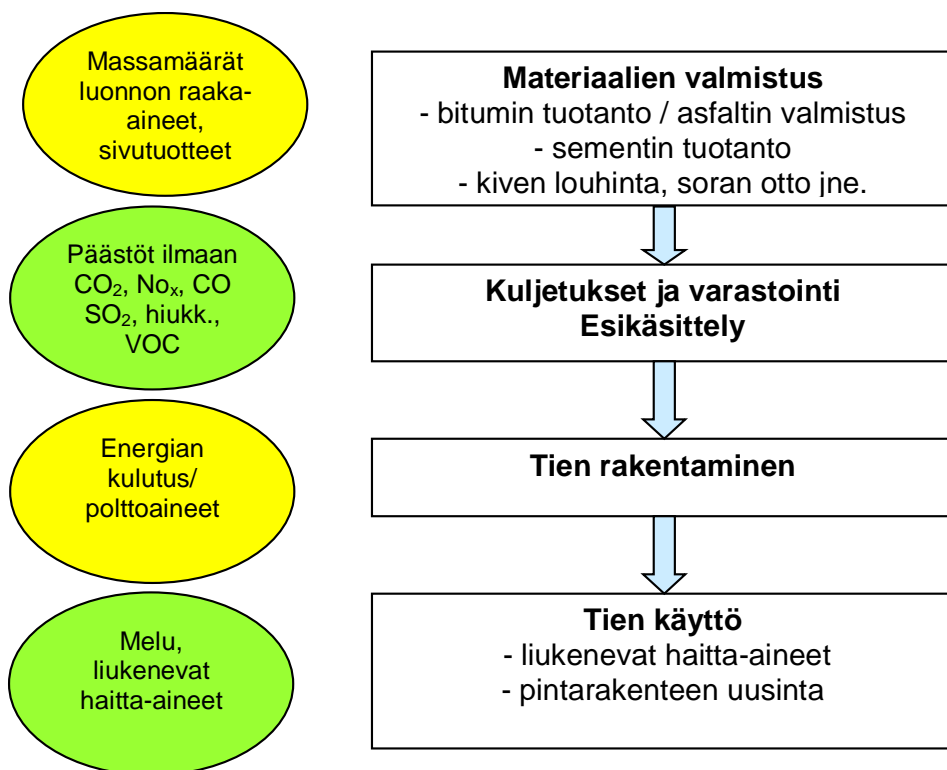 Massamäärät
luonnon raaka-
aineet,
sivutuotteet
Materiaalien valmistus
- bitumin tuotanto / asfaltin valmistus
- sementin tuotanto
- kiven louhinta, soran otto jne.
Päästöt ilmaan
CO₂, Noₓ, CO
SO₂, hiukk.,
VOC
Kuljetukset ja varastointi
Esikäsittely
Energian
kulutus/
polttoaineet
Tien rakentaminen
Melu,
liukenevat
haitta-aineet
Tien käyttö
- liukenevat haitta-aineet
- pintarakenteen uusinta